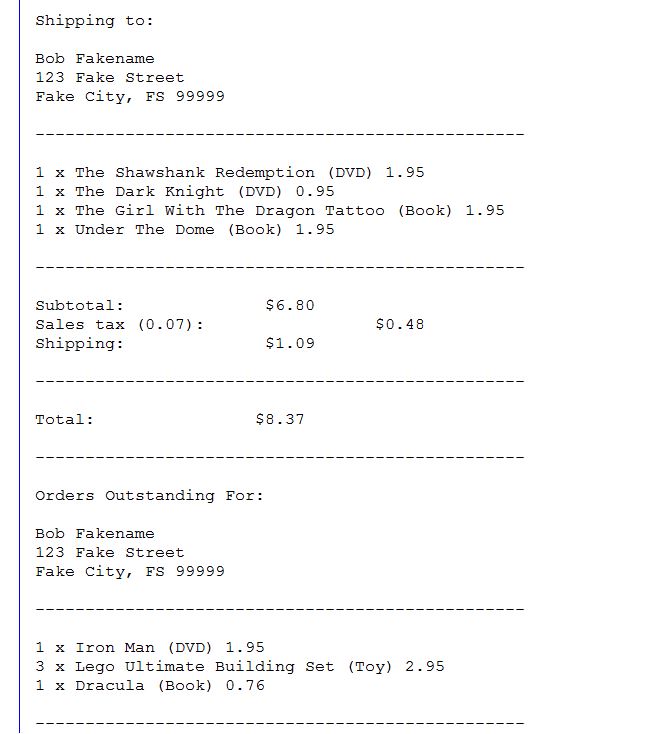 Shipping to:
Bob Fakename
123 Fake Street
Fake City, FS 99999
----------------------------------------------------
1 x The Shawshank Redemption (DVD) 1.95
1 x The Dark Knight (DVD) 0.95
1 x The Girl With The Dragon Tattoo (Book) 1.95
1 x Under The Dome (Book) 1.95
----------------------------------------------------
Subtotal: $6.80
Sales tax (0.07): $0.48
Shipping: $1.09
----------------------------------------------------
Total: $8.37
----------------------------------------------------
Orders Outstanding For:
Bob Fakename
123 Fake Street
Fake City, FS 99999
----------------------------------------------------
1 x Iron Man (DVD) 1.95
3 x Lego Ultimate Building Set (Toy) 2.95
1 x Dracula (Book) 0.76
----------------------------------------------------